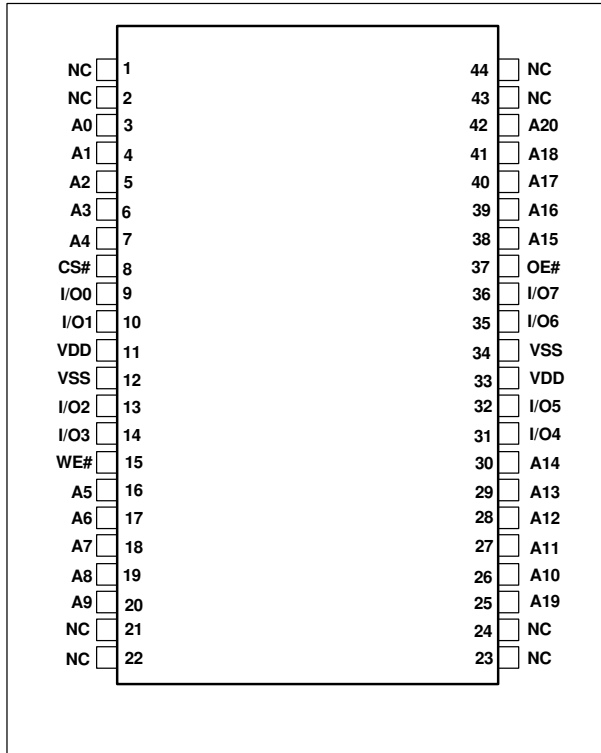 NC 1 44 NC
NC 2 43 NC
A0 3 42 A20
A1 4 41 A18
A2 5 40 A17
A3 6 39 A16
A4 7 38 A15
CS# 8 37 OE#
I/O0 9 36 I/O7
I/O1 10 35 I/O6
VDD 11 34 VSS
VSS 12 33 VDD
I/O2 13 32 I/O5
I/O3 14 31 I/O4
WE# 15 30 A14
A5 16 29 A13
A6 17 28 A12
A7 18 27 A11
A8 19 26 A10
A9 20 25 A19
NC 21 24 NC
NC 22 23 NC